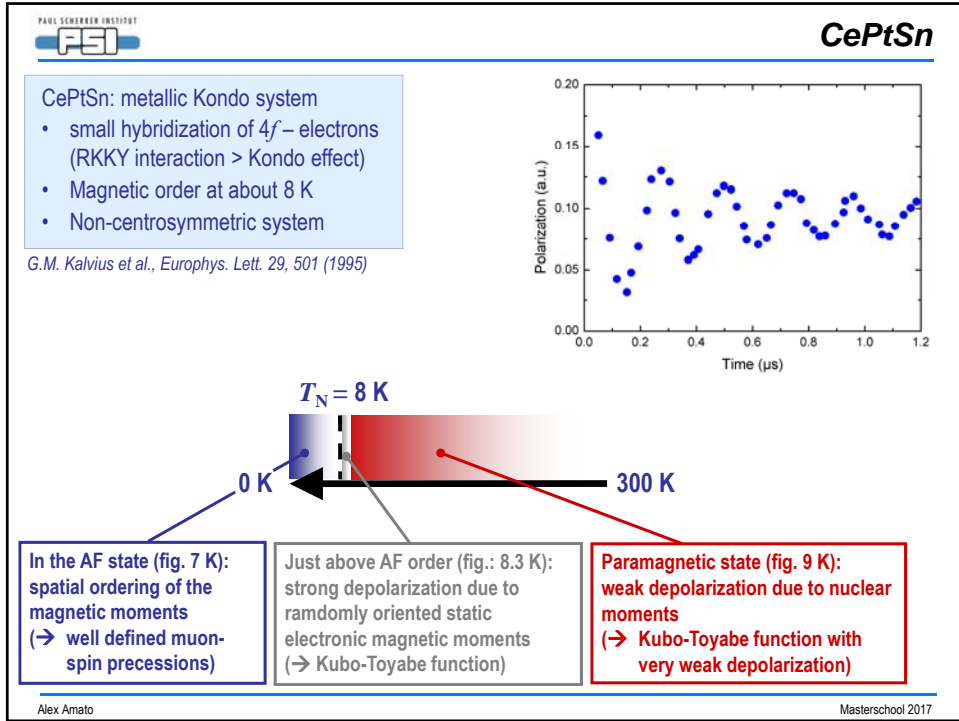 PAUL SCHERRER INSTITUT
PSI
CePtSn
CePtSn: metallic Kondo system
• small hybridization of 4f – electrons
(RKKY interaction > Kondo effect)
• Magnetic order at about 8 K
• Non-centrosymmetric system
G.M. Kalvius et al., Europhys. Lett. 29, 501 (1995)
0.20
0.15
0.10
0.05
0.00
Polarization (a.u.)
0.0 0.2 0.4 0.6 0.8 1.0 1.2
Time (µs)
TN = 8 K
0 K
300 K
In the AF state (fig. 7 K):
spatial ordering of the
magnetic moments
(→ well defined muon-
spin precessions)
Just above AF order (fig.: 8.3 K):
strong depolarization due to
ramdomly oriented static
electronic magnetic moments
(→ Kubo-Toyabe function)
Paramagnetic state (fig. 9 K):
weak depolarization due to nuclear
moments
(→ Kubo-Toyabe function with
very weak depolarization)
Alex Amato
Masterschool 2017